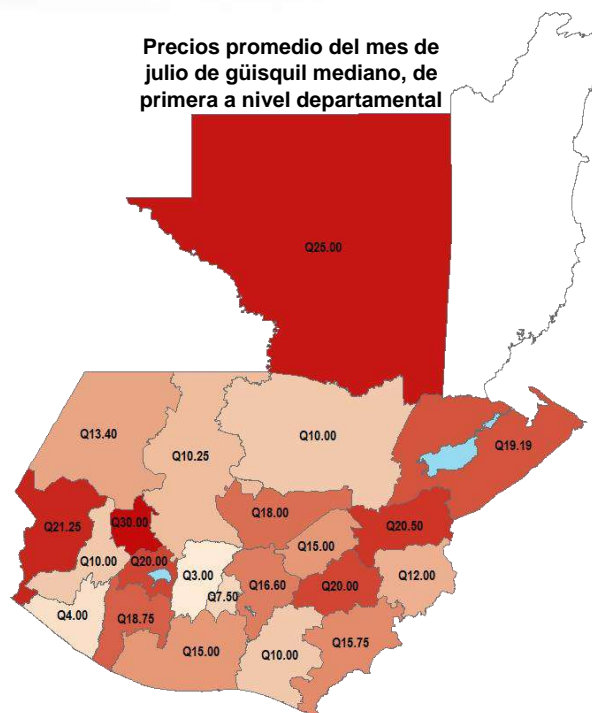 Precios promedio del mes de
julio de güisquil mediano, de
primera a nivel departamental
Q25.00
Q13.40
Q10.25
Q10.00
Q19.19
Q21.25
Q30.00
Q18.00
Q20.50
Q10.00
Q20.00
Q15.00
Q3.00
Q16.60
Q20.00
Q12.00
Q7.50
Q4.00
Q18.75
Q15.00
Q10.00
Q15.75